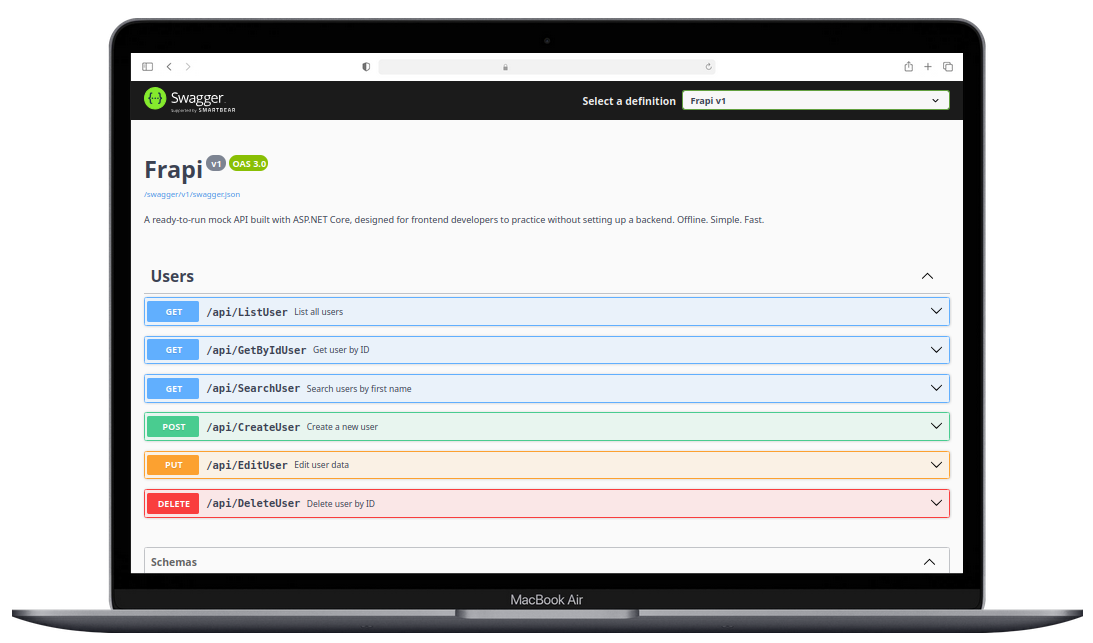 Swagger
Supported by SMARTBEAR
Select a definition
Frapi v1
Frapi v1 OAS 3.0
/swagger/v1/swagger.json
A ready-to-run mock API built with ASP.NET Core, designed for frontend developers to practice without setting up a backend. Offline. Simple. Fast.
Users
GET /api/ListUser List all users
GET /api/GetByIdUser Get user by ID
GET /api/SearchUser Search users by first name
POST /api/CreateUser Create a new user
PUT /api/EditUser Edit user data
DELETE /api/DeleteUser Delete user by ID
Schemas
MacBook Air